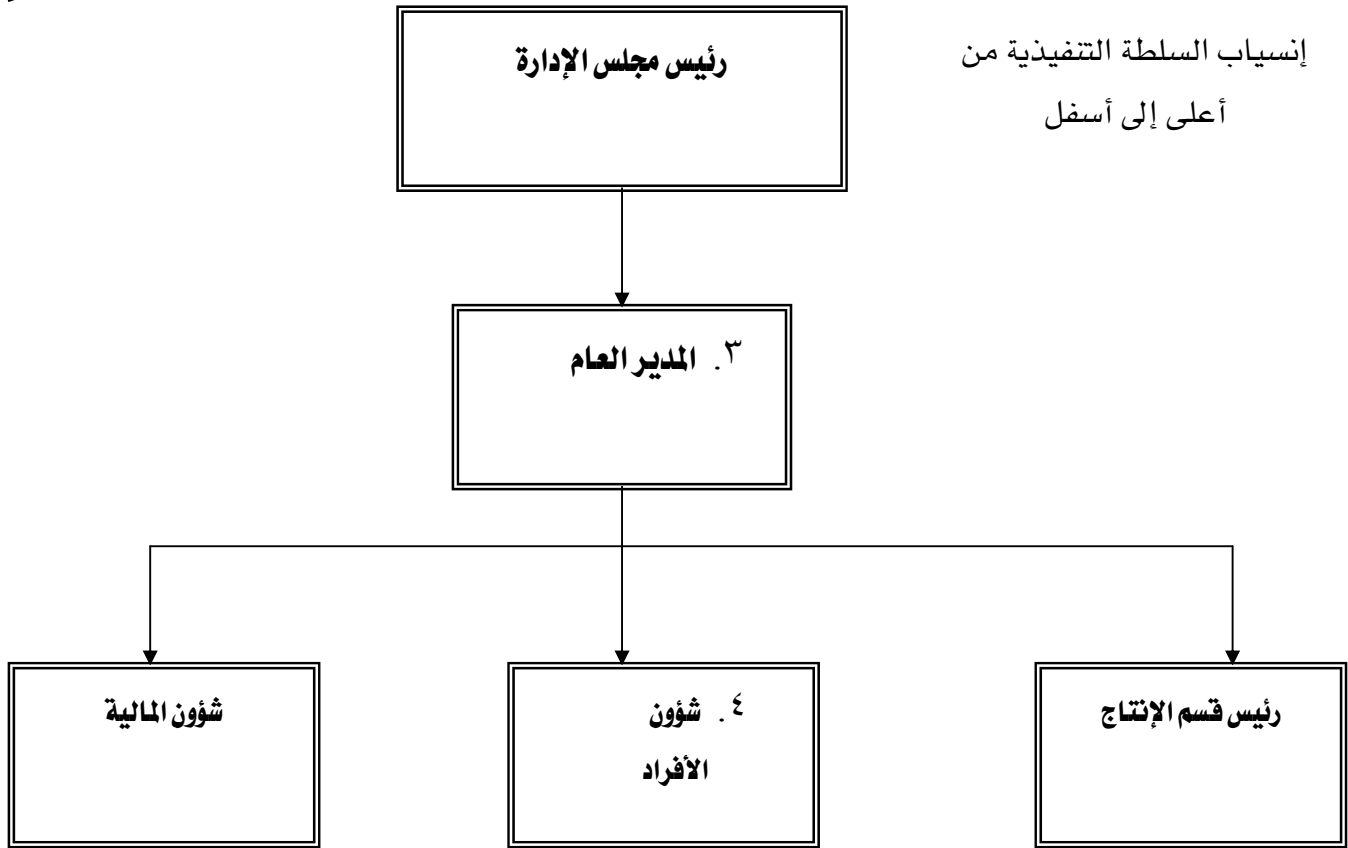 رئيس مجلس الإدارة
إنسياب السلطة التنفيذية من
أعلى إلى أسفل
٣. المدير العام
رئيس قسم الإنتاج
٤. شؤون
الأفراد
شؤون المالية